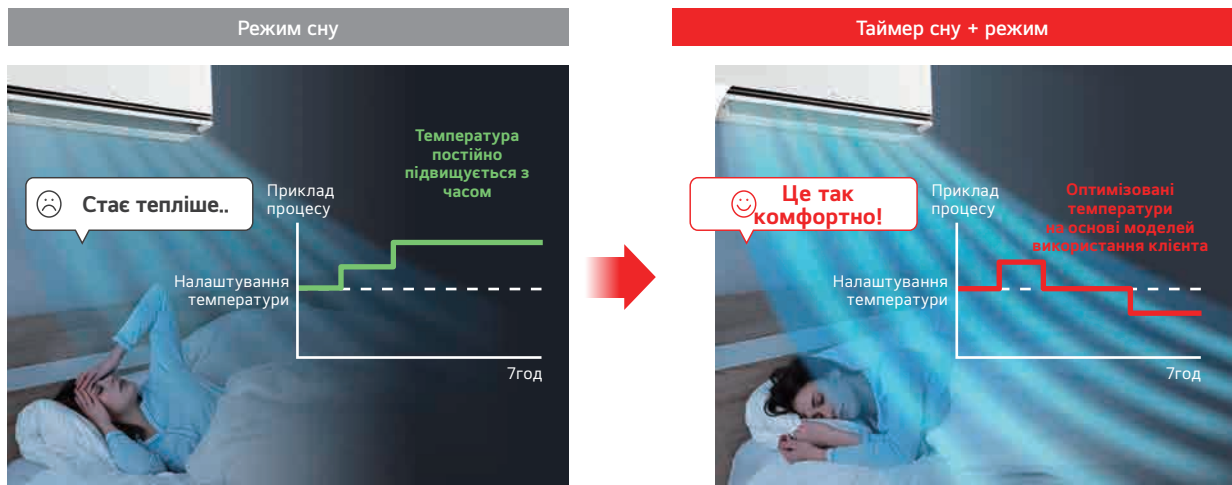 Режим сну
Температура
постійно
підвищується з
часом
Стає тепліше..
Приклад
процесу
Налаштування
температури
7год
Таймер сну + режим
Це так
комфортно!
Приклад
процесу
Оптимізовані
температури
на основі моделей
використання клієнта
Налаштування
температури
7год